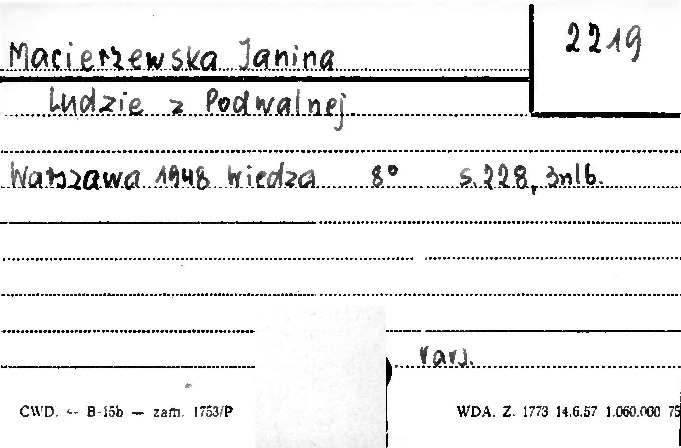 Macierzewska Janina
2219
Ludzie z Podwalnej
Warszawa 1948 Wiedza 8° s. 228, 3nlb.
vars.
CWD. – B-15b — zam. 1753/P
WDA. Z. 1773 14.6.57 1.060.000 75